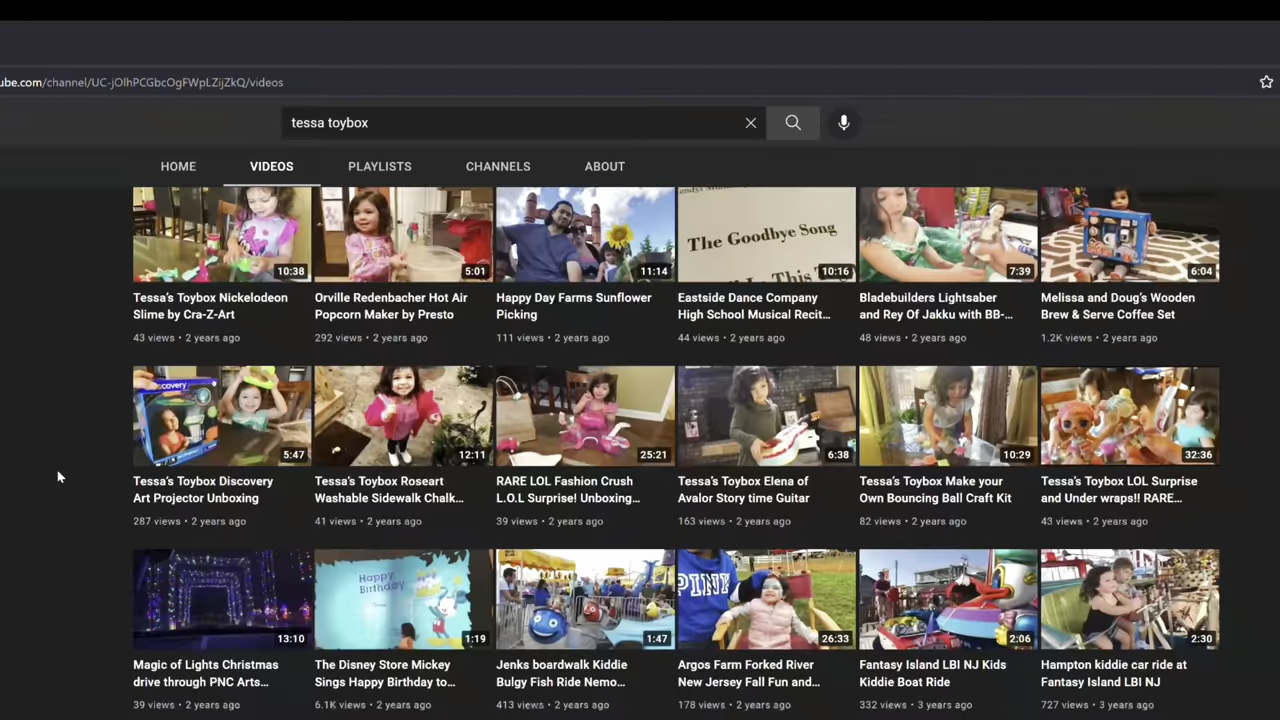 ube.com/channel/UC-jOlhPCGbcOgFWpLZijZkQ/videos
tessa toybox
HOME VIDEOS PLAYLISTS CHANNELS ABOUT
The Goodbye Song
10:38 5:01 11:14 10:16 7:39 6:04
Tessa's Toybox Nickelodeon
Slime by Cra-Z-Art
43 views • 2 years ago
Orville Redenbacher Hot Air
Popcorn Maker by Presto
292 views • 2 years ago
Happy Day Farms Sunflower
Picking
111 views • 2 years ago
Eastside Dance Company
High School Musical Recit...
44 views • 2 years ago
Bladebuilders Lightsaber
and Rey Of Jakku with BB-...
48 views • 2 years ago
Melissa and Doug's Wooden
Brew & Serve Coffee Set
1.2K views • 2 years ago
5:47 12:11 25:21 6:38 10:29 32:36
Tessa's Toybox Discovery
Art Projector Unboxing
287 views • 2 years ago
Tessa's Toybox Roseart
Washable Sidewalk Chalk...
41 views • 2 years ago
RARE LOL Fashion Crush
L.O.L Surprise! Unboxing...
39 views • 2 years ago
Tessa's Toybox Elena of
Avalor Story time Guitar
163 views • 2 years ago
Tessa's Toybox Make your
Own Bouncing Ball Craft Kit
82 views • 2 years ago
Tessa's Toybox LOL Surprise
and Under wraps!! RARE...
43 views • 2 years ago
Happy
Birthday
PINK
13:10 1:19 1:47 26:33 2:06 2:30
Magic of Lights Christmas
drive through PNC Arts...
39 views • 2 years ago
The Disney Store Mickey
Sings Happy Birthday to...
6.1K views • 2 years ago
Jenks boardwalk Kiddie
Bulgy Fish Ride Nemo...
413 views • 2 years ago
Argos Farm Forked River
New Jersey Fall Fun and...
178 views • 2 years ago
Fantasy Island LBI NJ Kids
Kiddie Boat Ride
332 views • 3 years ago
Hampton kiddie car ride at
Fantasy Island LBI NJ
727 views • 3 years ago